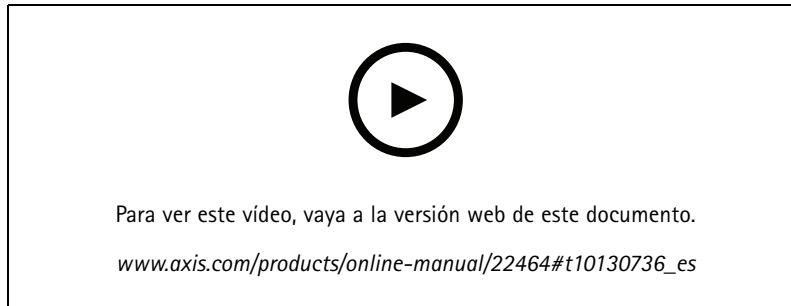 Para ver este vídeo, vaya a la versión web de este documento.
www.axis.com/products/online-manual/22464#t10130736_es